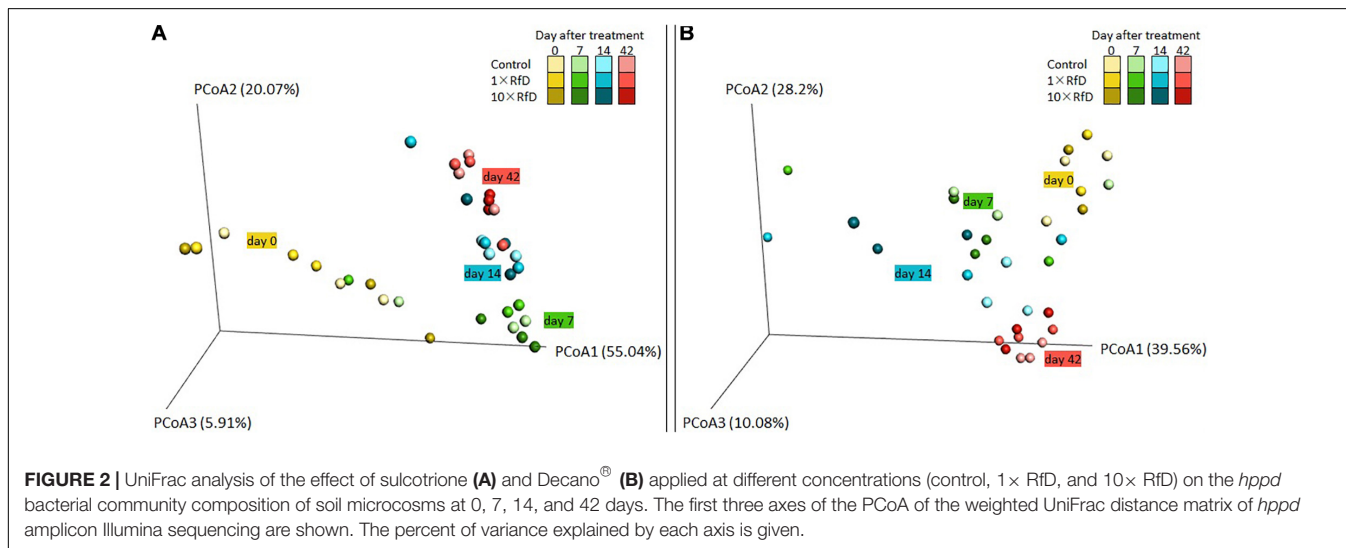 A
Day after treatment
0 7 14 42
Control
1×RfD
10×RfD
PCoA2 (20.07%)
day 42
day 0
day 14
day 7
PCoA1 (55.04%)
PCoA3 (5.91%)
B
Day after treatment
0 7 14 42
Control
1×RfD
10×RfD
PCoA2 (28.2%)
day 0
day 7
day 14
PCoA1 (39.56%)
day 42
PCoA3 (10.08%)
FIGURE 2 | UniFrac analysis of the effect of sulcotrione (A) and Decano® (B) applied at different concentrations (control, 1× RfD, and 10× RfD) on the hppd
bacterial community composition of soil microcosms at 0, 7, 14, and 42 days. The first three axes of the PCoA of the weighted UniFrac distance matrix of hppd
amplicon Illumina sequencing are shown. The percent of variance explained by each axis is given.